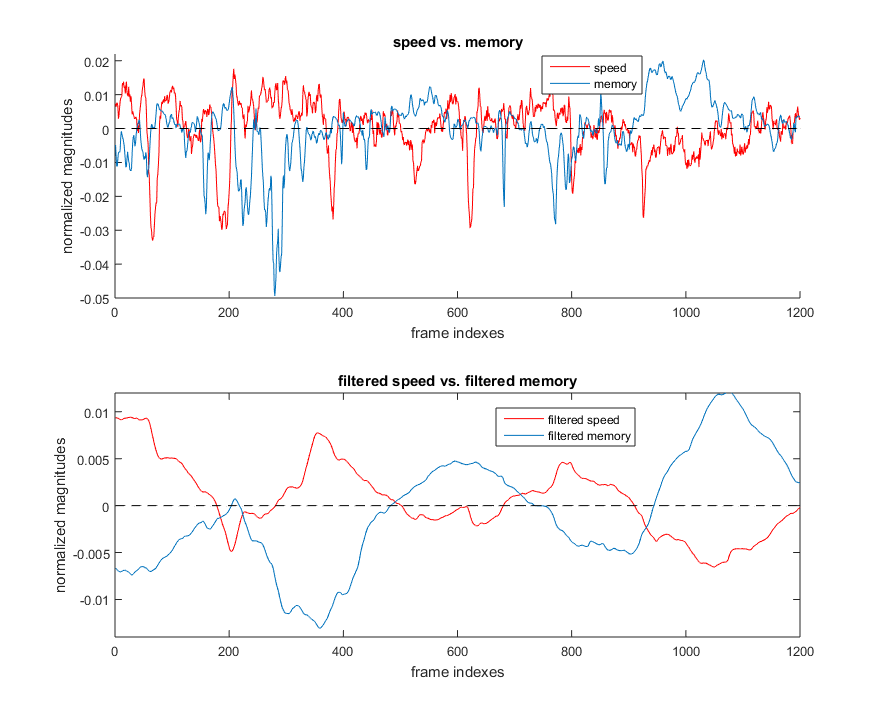 speed vs. memory
0.02
0.01
0
-0.01
-0.02
-0.03
-0.04
-0.05
normalized magnitudes
speed
memory
0 200 400 600 800 1000 1200
frame indexes
filtered speed vs. filtered memory
0.01
0.005
0
-0.005
-0.01
normalized magnitudes
filtered speed
filtered memory
0 200 400 600 800 1000 1200
frame indexes